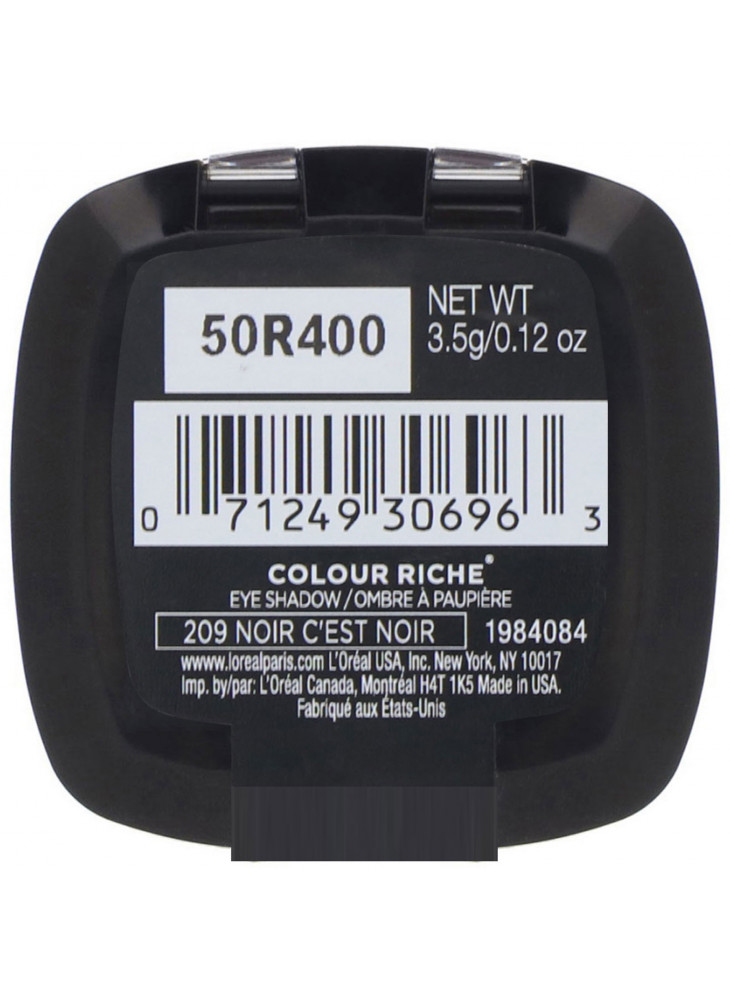 50R400
NET WT
3.5g/0.12 oz
0 71249 30696 3
COLOUR RICHE®
EYE SHADOW/OMBRE À PAUPIÈRE
209 NOIR C'EST NOIR 1984084
www.lorealparis.com L'Oréal USA, Inc. New York, NY 10017
Imp. by/par: L'Oréal Canada, Montréal H4T 1K5 Made in USA.
Fabriqué aux États-Unis